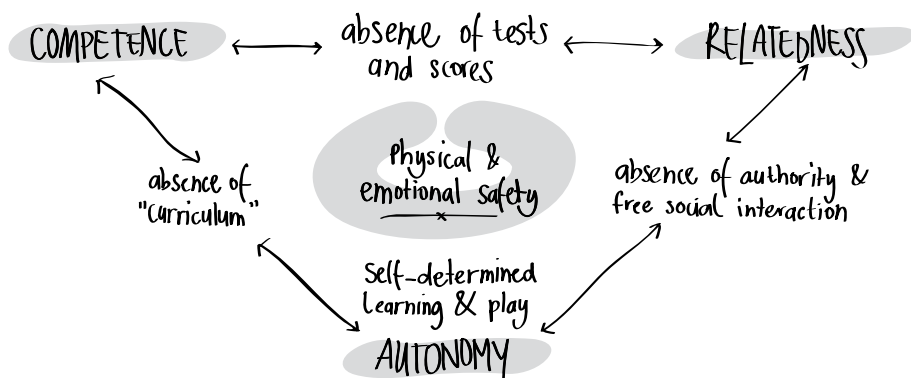 COMPETENCE
absence of tests
and scores
RELATEDNESS
Physical &
emotional safety
absence of
"curriculum"
absence of authority &
free social interaction
self-determined
learning & play
AUTONOMY